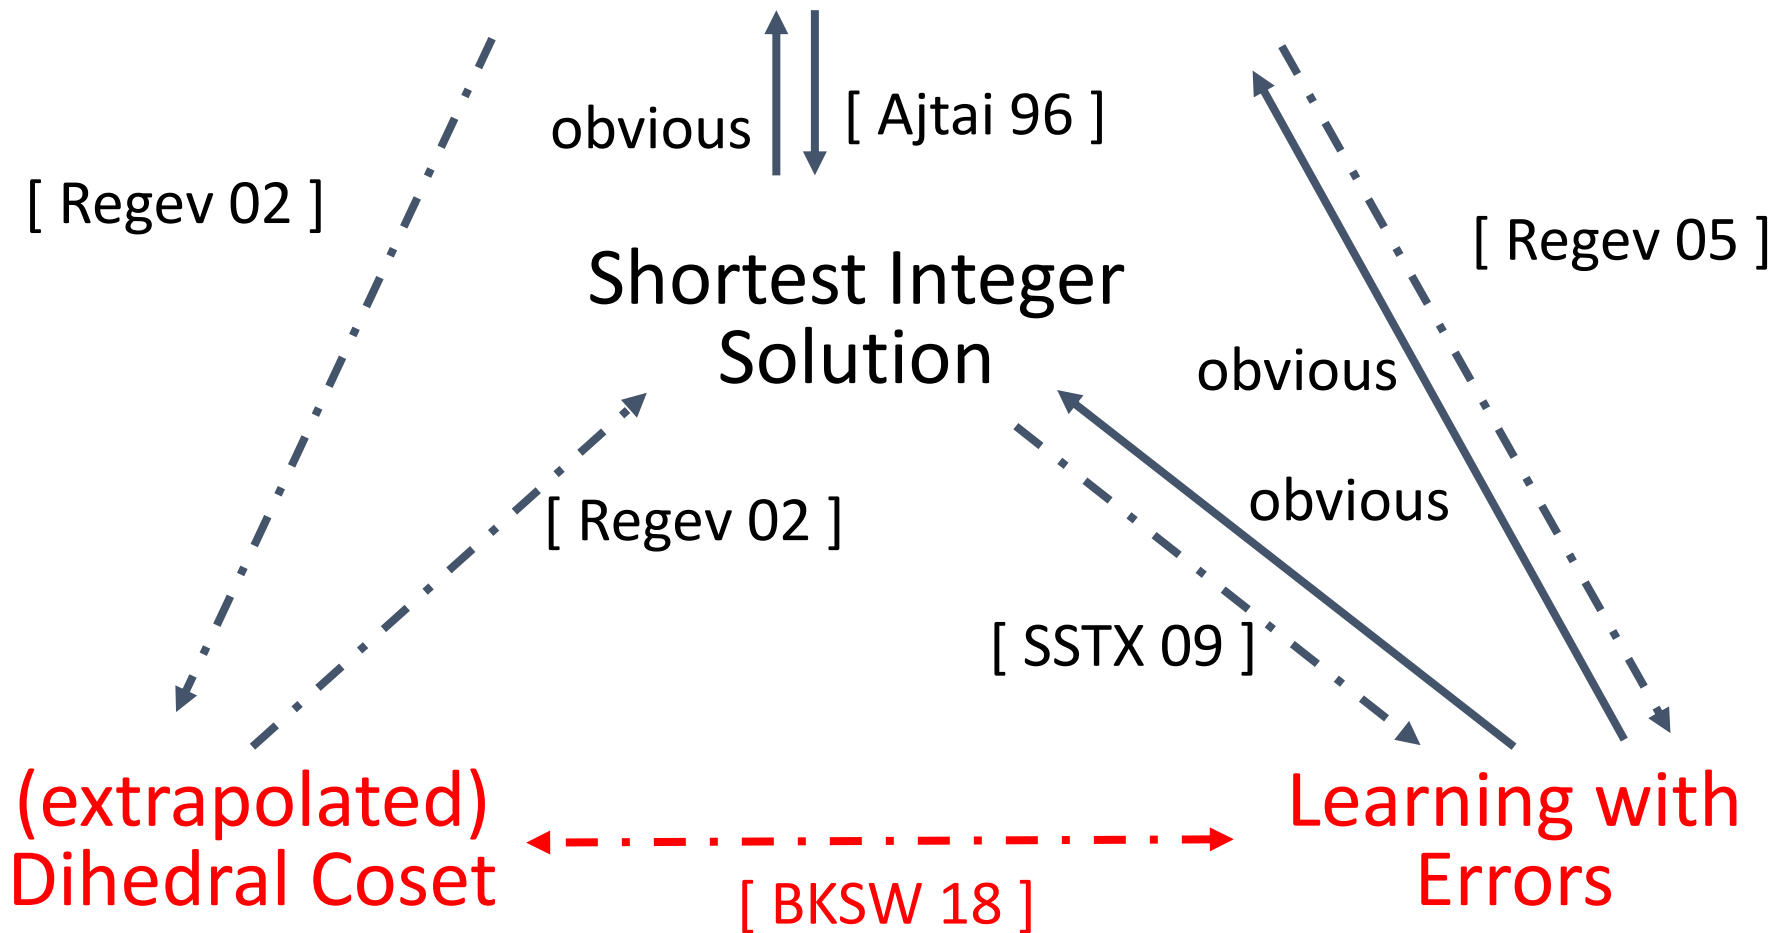 obvious
[ Ajtai 96 ]
[ Regev 02 ]
[ Regev 05 ]
Shortest Integer
Solution
obvious
obvious
[ Regev 02 ]
[ SSTX 09 ]
(extrapolated)
Dihedral Coset
Learning with
Errors
[ BKSW 18 ]